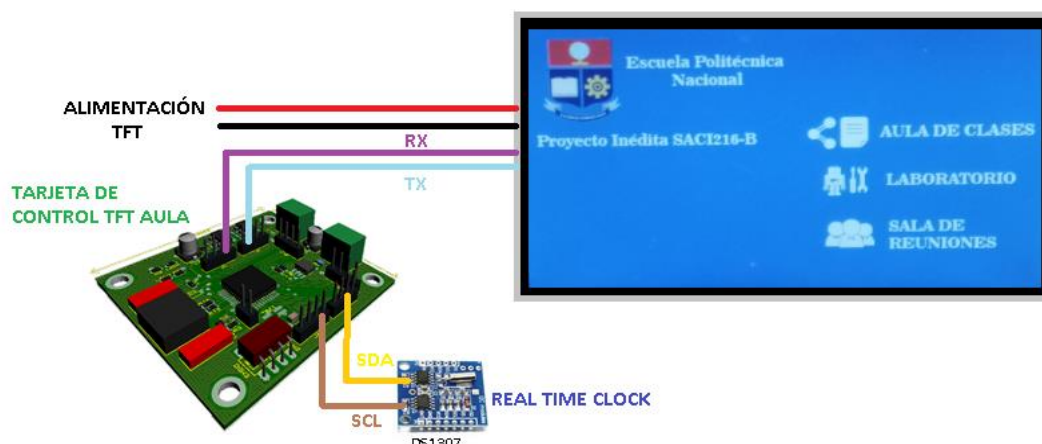 Escuela Politécnica
Nacional
Proyecto Inédita SACI216-B
AULA DE CLASES
LABORATORIO
SALA DE
REUNIONES
ALIMENTACIÓN
TFT
RX
TX
TARJETA DE
CONTROL TFT AULA
SDA
SCL
REAL TIME CLOCK
DS1307